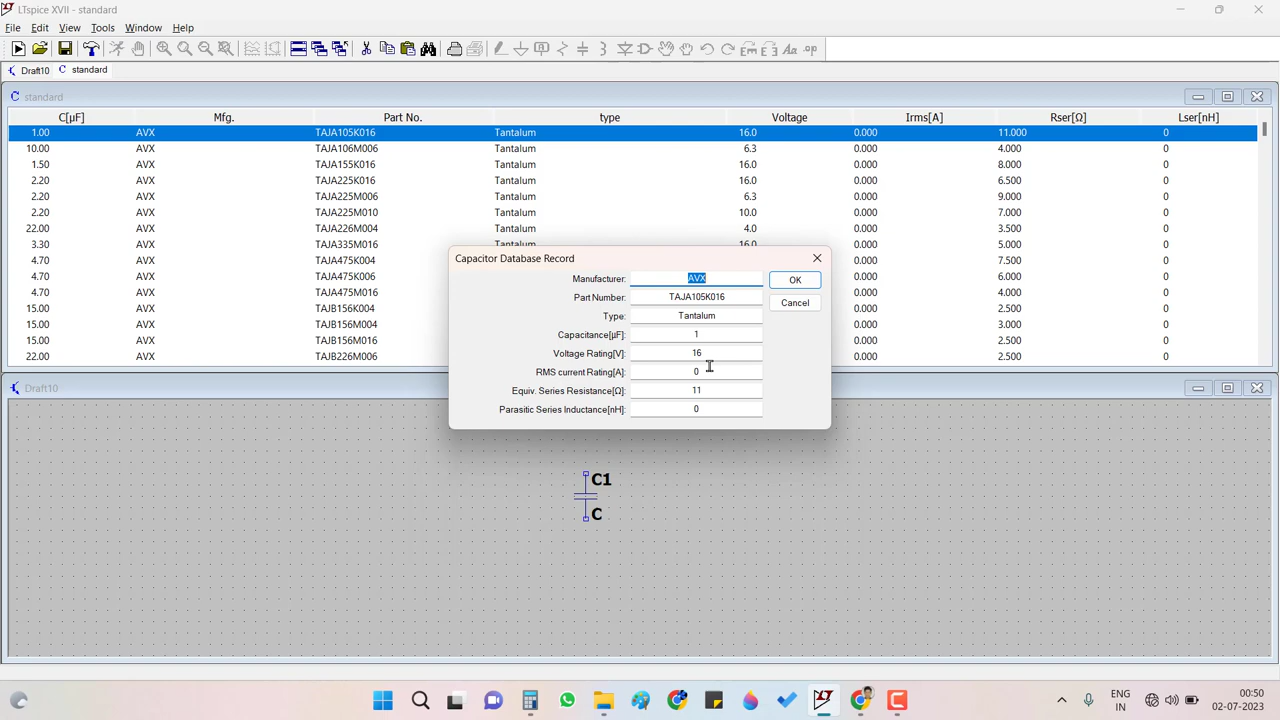 LTspice XVII - standard
File Edit View Tools Window Help
Draft10 standard
standard
C[µF] Mfg. Part No. type Voltage Irms[A] Rser[Ω] Lser[nH]
1.00 AVX TAJA105K016 Tantalum 16.0 0.000 11.000 0
10.00 AVX TAJA106M006 Tantalum 6.3 0.000 4.000 0
1.50 AVX TAJA155K016 Tantalum 16.0 0.000 8.000 0
2.20 AVX TAJA225K016 Tantalum 16.0 0.000 6.500 0
2.20 AVX TAJA225M006 Tantalum 6.3 0.000 9.000 0
2.20 AVX TAJA225M010 Tantalum 10.0 0.000 7.000 0
22.00 AVX TAJA226M004 Tantalum 4.0 0.000 3.500 0
3.30 AVX TAJA335M016 Tantalum 16.0 0.000 5.000 0
4.70 AVX TAJA475K004 0.000 7.500 0
4.70 AVX TAJA475K006 0.000 6.000 0
4.70 AVX TAJA475M016 0.000 4.000 0
15.00 AVX TAJB156K004 0.000 2.500 0
15.00 AVX TAJB156M004 0.000 3.000 0
15.00 AVX TAJB156M016 0.000 2.500 0
22.00 AVX TAJB226M006 0.000 2.500 0
Capacitor Database Record
Manufacturer: AVX OK
Part Number: TAJA105K016
Type: Tantalum Cancel
Capacitance[µF]: 1
Voltage Rating[V]: 16
RMS current Rating[A]: 0
Equiv. Series Resistance[Ω]: 11
Parasitic Series Inductance[nH]: 0
Draft10
C1
C
ENG
IN
00:50
02-07-2023